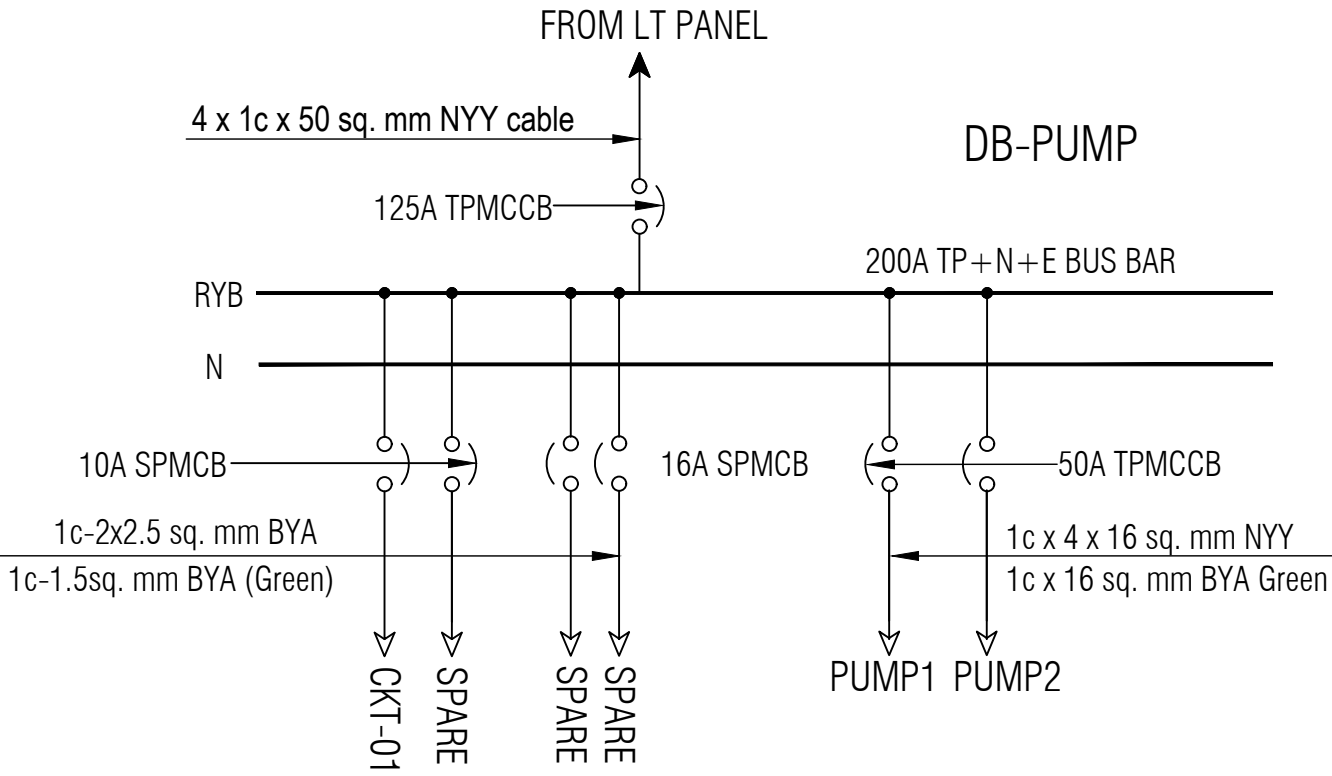 FROM LT PANEL
4 x 1c x 50 sq. mm NYY cable
DB-PUMP
125A TPMCCB
200A TP+N+E BUS BAR
RYB
N
10A SPMCB
16A SPMCB
50A TPMCCB
1c-2x2.5 sq. mm BYA
1c-1.5sq. mm BYA (Green)
1c x 4 x 16 sq. mm NYY
1c x 16 sq. mm BYA Green
CKT-01
SPARE
SPARE
SPARE
PUMP1
PUMP2